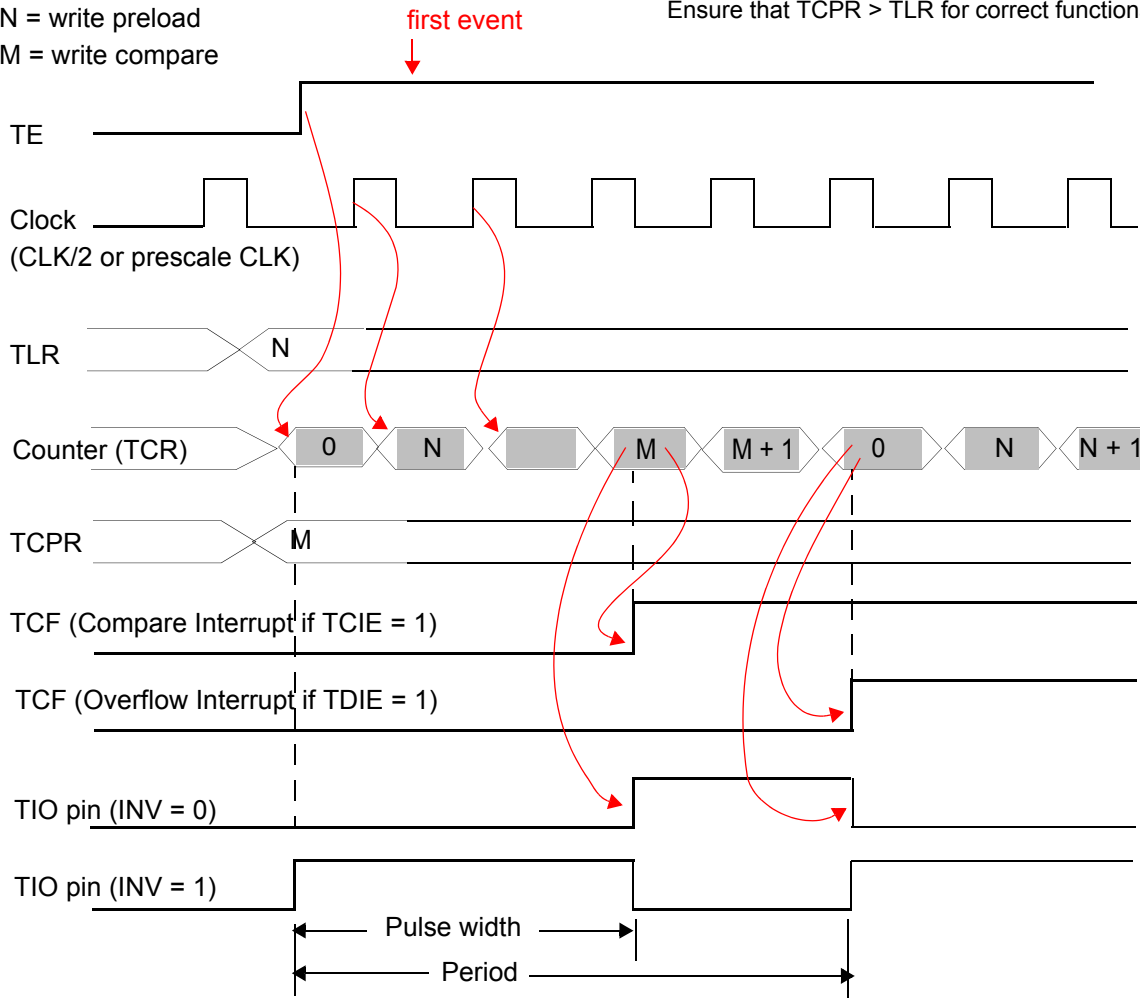 N = write preload
M = write compare
first event
Ensure that TCPR > TLR for correct function
TE
Clock
(CLK/2 or prescale CLK)
TLR
N
Counter (TCR)
0
N
M
M + 1
0
N
N + 1
TCPR
M
TCF (Compare Interrupt if TCIE = 1)
TCF (Overflow Interrupt if TDIE = 1)
TIO pin (INV = 0)
TIO pin (INV = 1)
Pulse width
Period